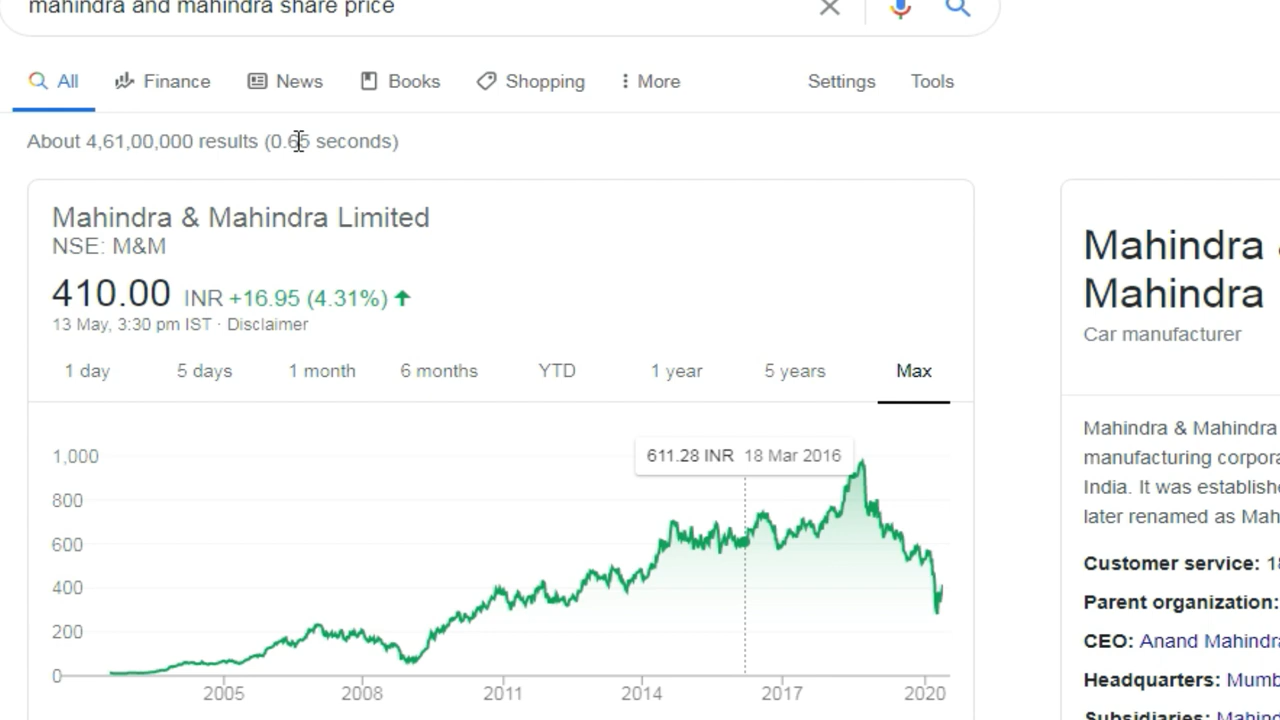 mahindra and mahindra share price
All Finance News Books Shopping More Settings Tools
About 4,61,00,000 results (0.65 seconds)
Mahindra & Mahindra Limited
NSE: M&M
410.00 INR +16.95 (4.31%)
13 May, 3:30 pm IST · Disclaimer
1 day 5 days 1 month 6 months YTD 1 year 5 years Max
611.28 INR 18 Mar 2016
1,000
800
600
400
200
0
2005 2008 2011 2014 2017 2020
Mahindra &
Mahindra
Car manufacturer
Mahindra & Mahindra
manufacturing corpora
India. It was establishe
later renamed as Mah
Customer service: 18
Parent organization:
CEO: Anand Mahindra
Headquarters: Mumb
Subsidiaries: Mahind